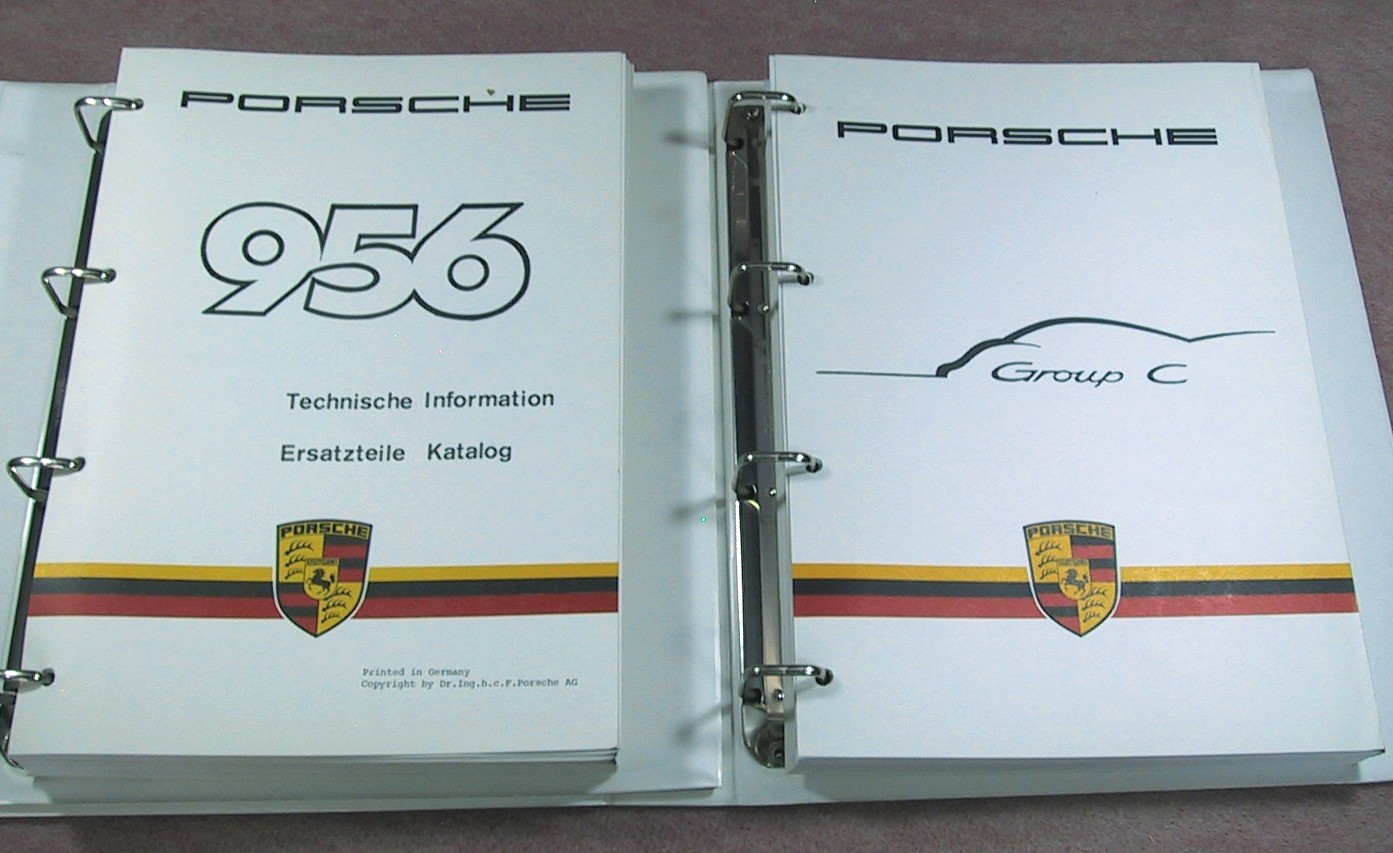 PORSCHE
956
Technische Information
Ersatzteile Katalog
PORSCHE
Printed in Germany
Copyright by Dr.Ing.h.c.F.Porsche AG
PORSCHE
Group C
PORSCHE